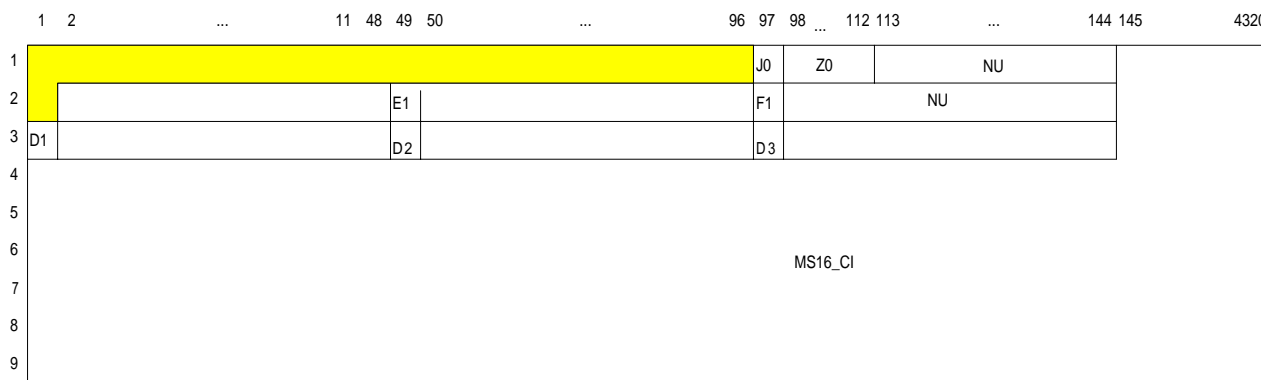 1 2 ... 11 48 49 50 ... 96 97 98 ... 112 113 ... 144 145 4320
1 J0 Z0 NU
2 E1 F1 NU
3 D1 D2 D3
4
5
6 MS16_CI
7
8
9